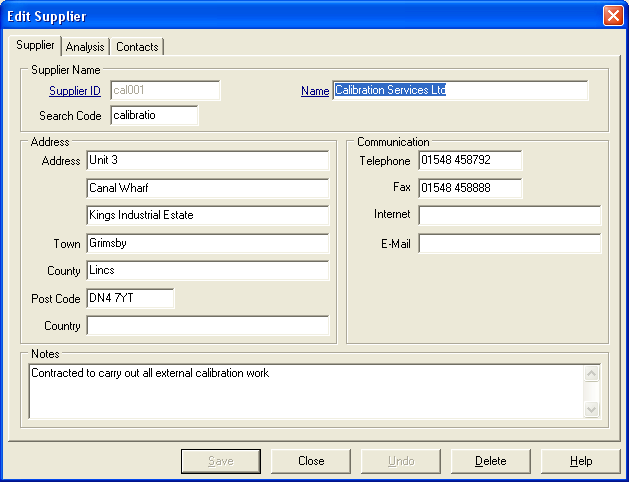 Edit Supplier
Supplier Analysis Contacts
Supplier Name
Supplier ID cal001 Name Calibration Services Ltd
Search Code calibratio
Address
Address Unit 3
Canal Wharf
Kings Industrial Estate
Town Grimsby
County Lincs
Post Code DN4 7YT
Country
Communication
Telephone 01548 458792
Fax 01548 458888
Internet
E-Mail
Notes
Contracted to carry out all external calibration work
Save Close Undo Delete Help